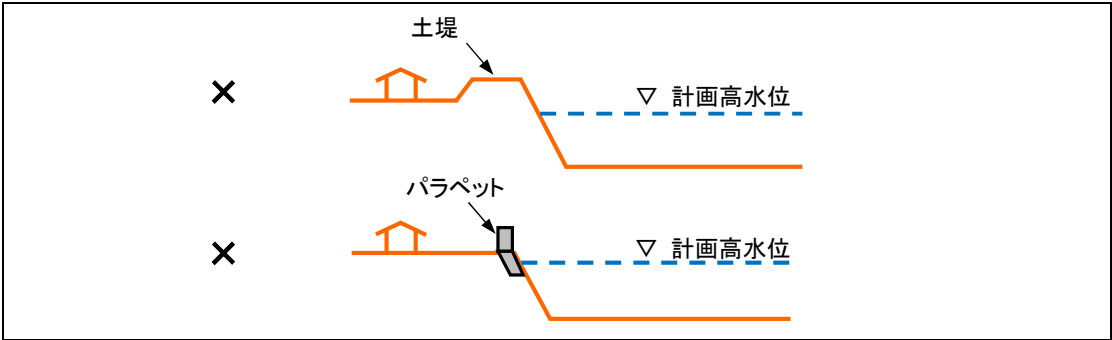 土堤
×
▽ 計画高水位
パラペット
×
▽ 計画高水位